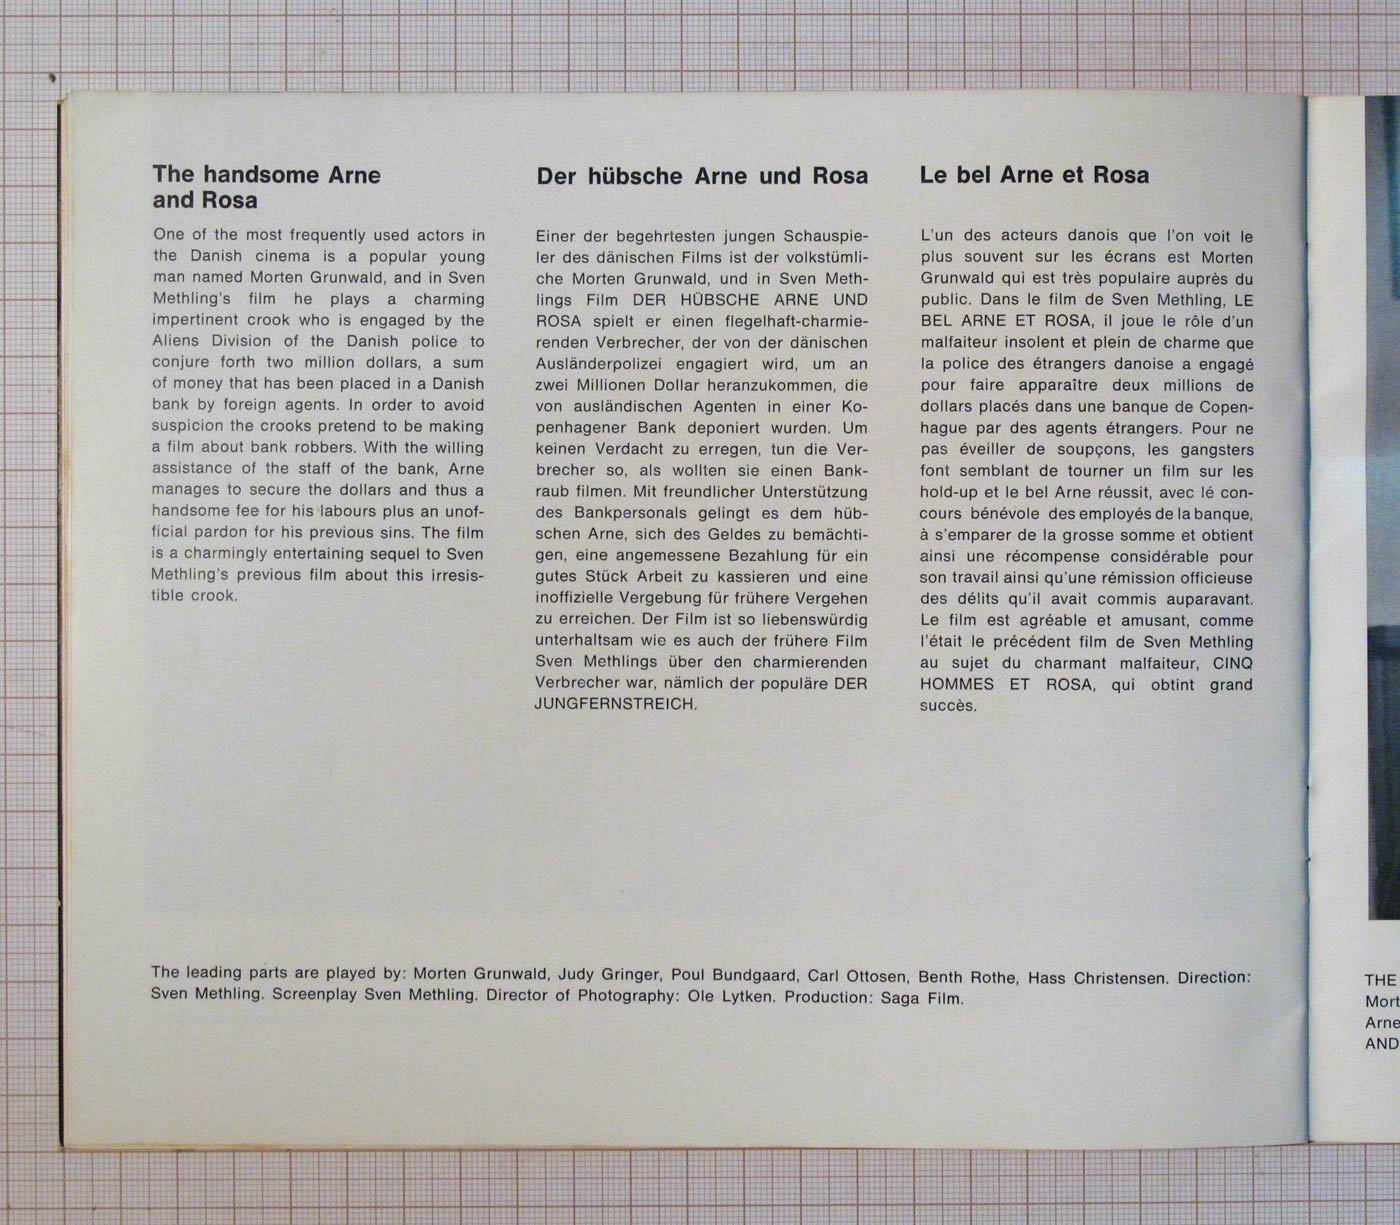 The handsome Arne
and Rosa
One of the most frequently used actors in
the Danish cinema is a popular young
man named Morten Grunwald, and in Sven
Methling's film he plays a charming
impertinent crook who is engaged by the
Aliens Division of the Danish police to
conjure forth two million dollars, a sum
of money that has been placed in a Danish
bank by foreign agents. In order to avoid
suspicion the crooks pretend to be making
a film about bank robbers. With the willing
assistance of the staff of the bank, Arne
manages to secure the dollars and thus a
handsome fee for his labours plus an unof-
ficial pardon for his previous sins. The film
is a charmingly entertaining sequel to Sven
Methling's previous film about this irresis-
tible crook.
Der hübsche Arne und Rosa
Einer der begehrtesten jungen Schauspie-
ler des dänischen Films ist der volkstümli-
che Morten Grunwald, und in Sven Meth-
lings Film DER HÜBSCHE ARNE UND
ROSA spielt er einen flegelhaft-charmie-
renden Verbrecher, der von der dänischen
Ausländerpolizei engagiert wird, um an
zwei Millionen Dollar heranzukommen, die
von ausländischen Agenten in einer Ko-
penhagener Bank deponiert wurden. Um
keinen Verdacht zu erregen, tun die Ver-
brecher so, als wollten sie einen Bank-
raub filmen. Mit freundlicher Unterstützung
des Bankpersonals gelingt es dem hüb-
schen Arne, sich des Geldes zu bemächti-
gen, eine angemessene Bezahlung für ein
gutes Stück Arbeit zu kassieren und eine
inoffizielle Vergebung für frühere Vergehen
zu erreichen. Der Film ist so liebenswürdig
unterhaltsam wie es auch der frühere Film
Sven Methlings über den charmierenden
Verbrecher war, nämlich der populäre DER
JUNGFERNSTREICH.
Le bel Arne et Rosa
L'un des acteurs danois que l'on voit le
plus souvent sur les écrans est Morten
Grunwald qui est très populaire auprès du
public. Dans le film de Sven Methling, LE
BEL ARNE ET ROSA, il joue le rôle d'un
malfaiteur insolent et plein de charme que
la police des étrangers danoise a engagé
pour faire apparaître deux millions de
dollars placés dans une banque de Copen-
hague par des agents étrangers. Pour ne
pas éveiller de soupçons, les gangsters
font semblant de tourner un film sur les
hold-up et le bel Arne réussit, avec lé con-
cours bénévole des employés de la banque,
à s'emparer de la grosse somme et obtient
ainsi une récompense considérable pour
son travail ainsi qu'une rémission officieuse
des délits qu'il avait commis auparavant.
Le film est agréable et amusant, comme
l'était le précédent film de Sven Methling
au sujet du charmant malfaiteur, CINQ
HOMMES ET ROSA, qui obtint grand
succès.
The leading parts are played by: Morten Grunwald, Judy Gringer, Poul Bundgaard, Carl Ottosen, Benth Rothe, Hass Christensen. Direction:
Sven Methling. Screenplay Sven Methling. Director of Photography: Ole Lytken. Production: Saga Film.
THE
Mort
Arne
AND